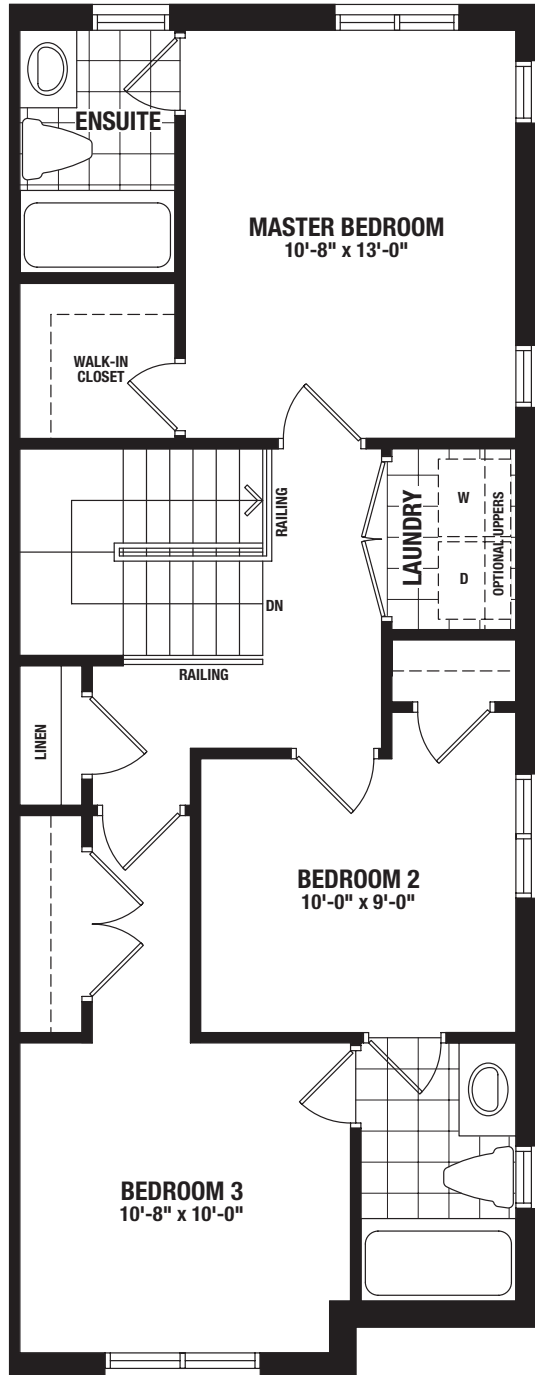 ENSUITE
MASTER BEDROOM
10'-8" x 13'-0"
WALK-IN
CLOSET
RAILING
DN
RAILING
LAUNDRY
W
D
OPTIONAL UPPERS
LINEN
BEDROOM 2
10'-0" x 9'-0"
BEDROOM 3
10'-8" x 10'-0"